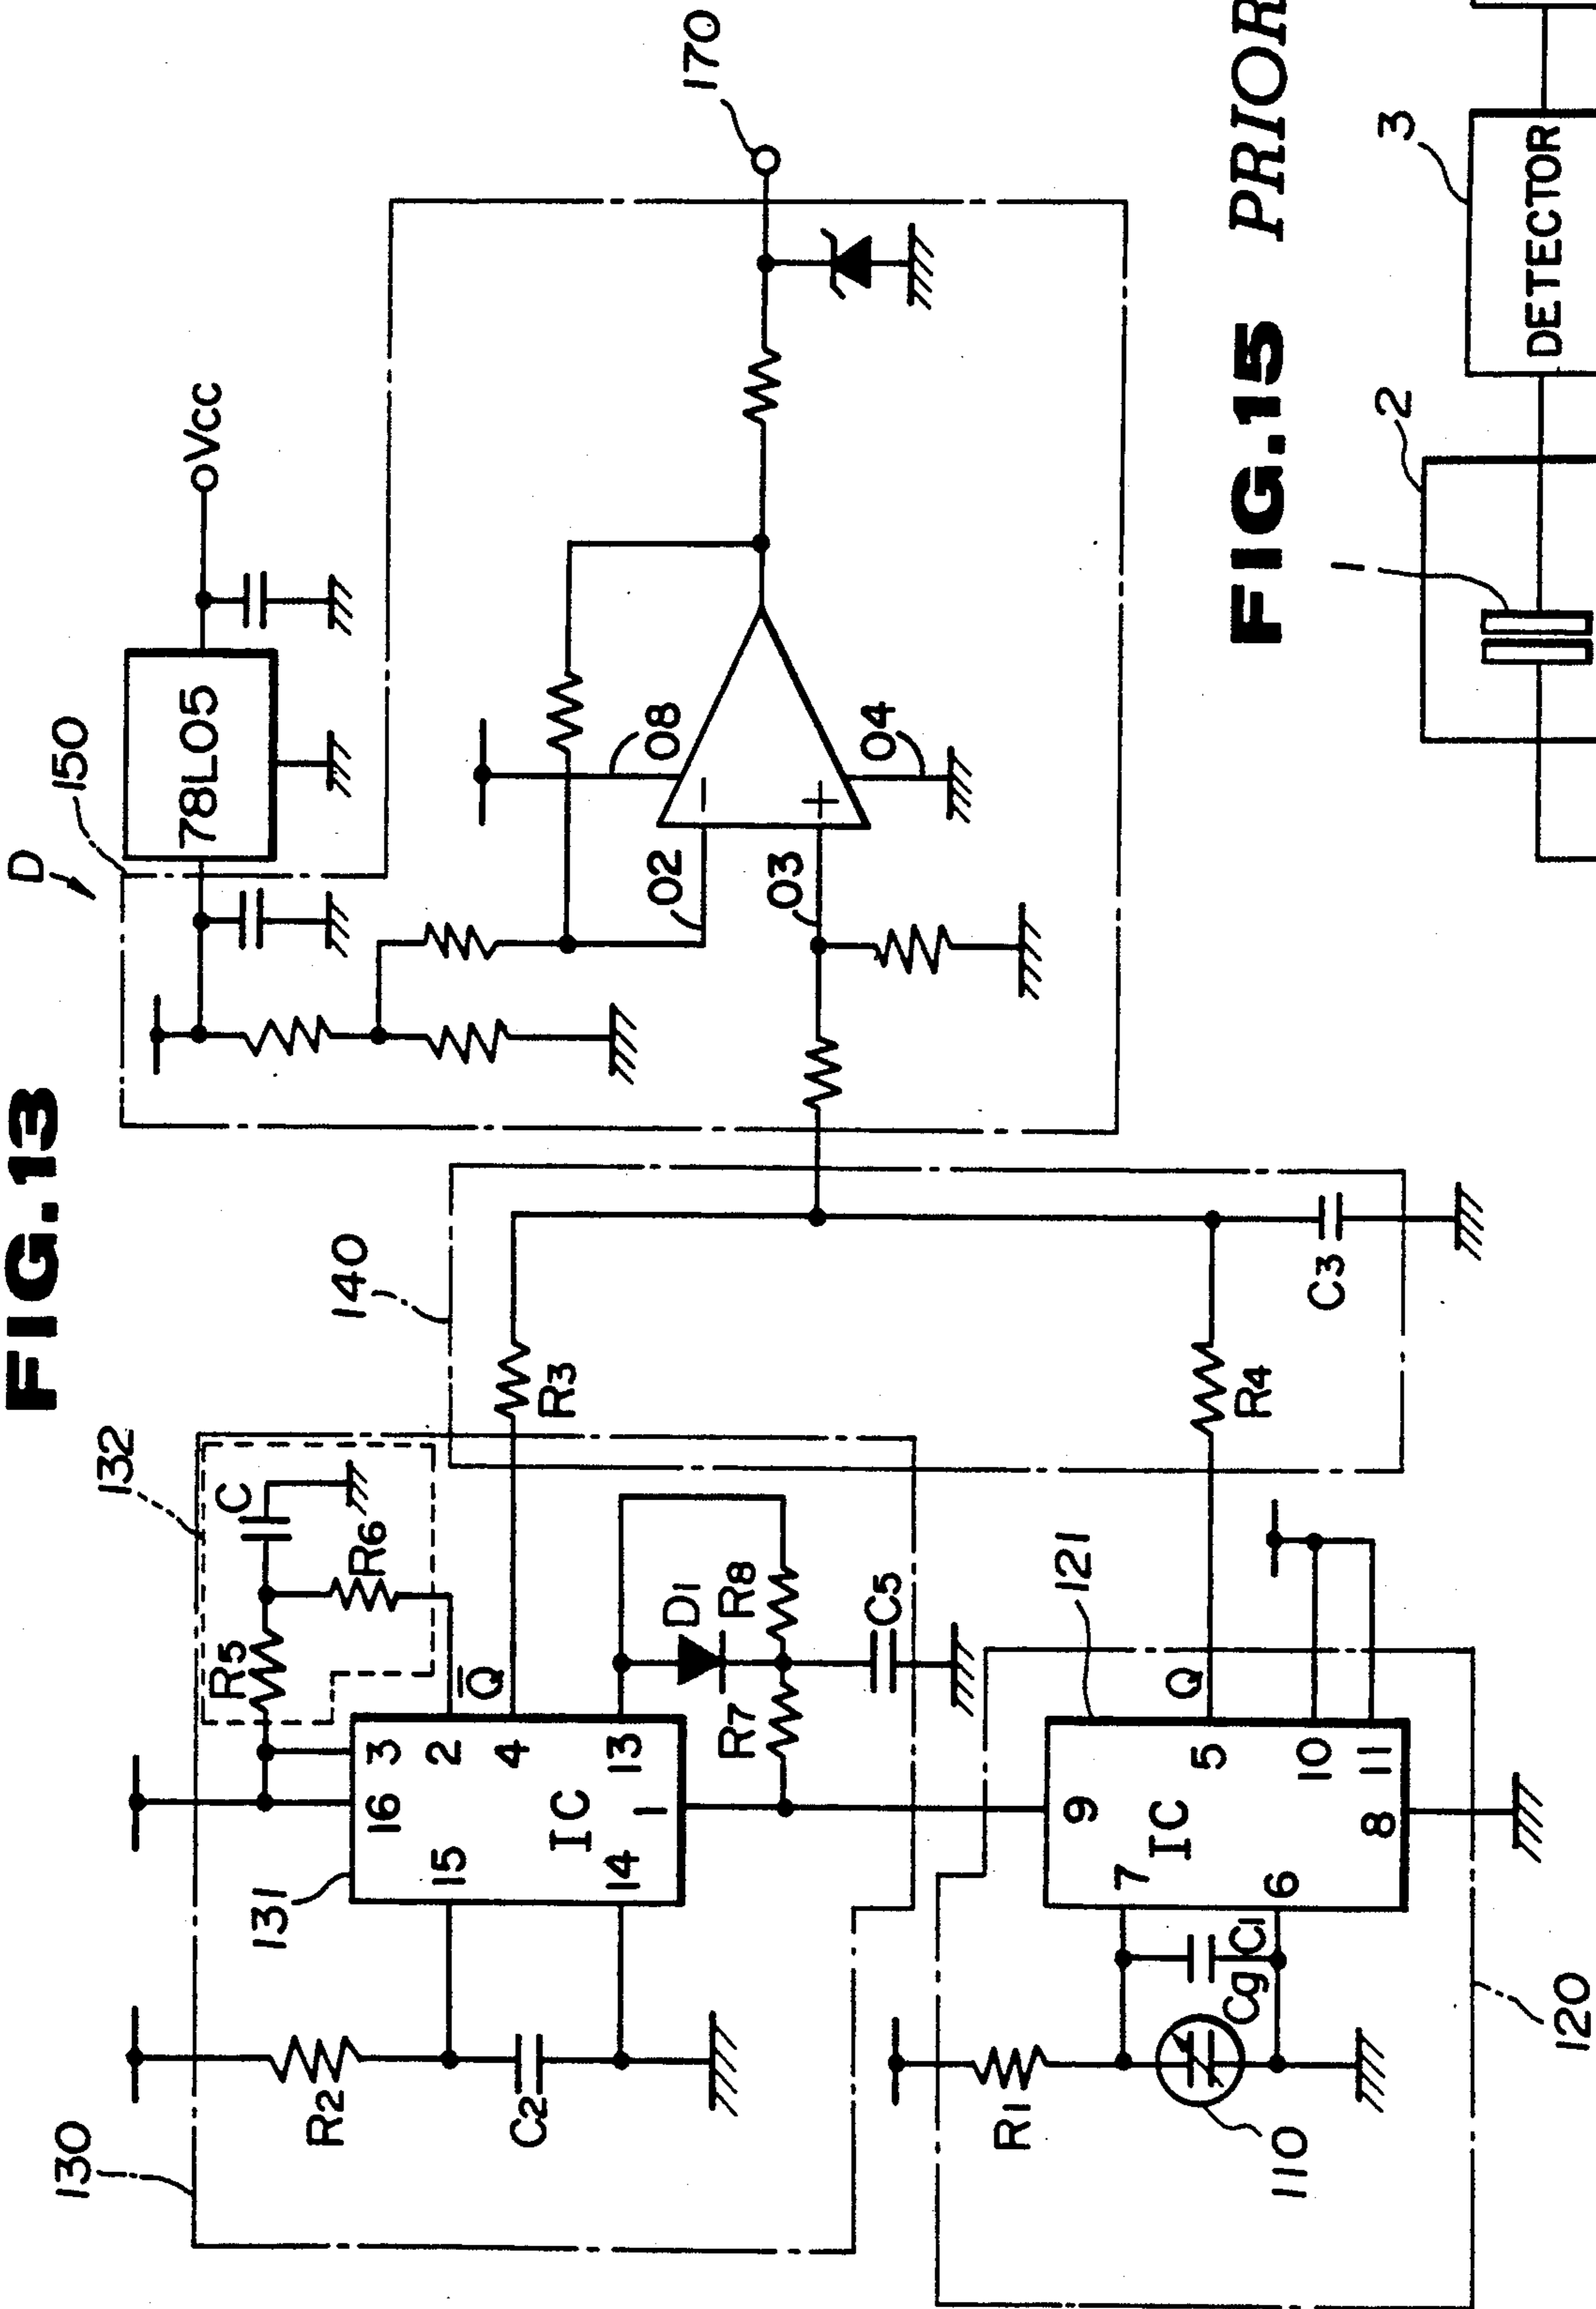 FIG.13
D
150
78L05
Vcc
132
C
R5
R6
140
R3
R4
C3
02
03
08
04
170
130
131
R2
C2
16
3
15
2
Q̅
4
IC
14
13
1
D1
R7
R8
C5
121
9
7
IC
5
Q
10
11
6
8
R1
Cg
C1
110
120
FIG.15 PRIOR
1
2
3
DETECTOR